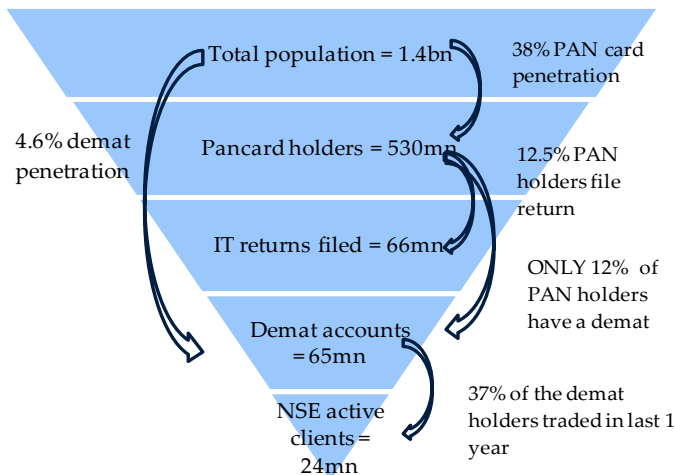 Total population = 1.4bn
38% PAN card
penetration
4.6% demat
penetration
Pancard holders = 530mn
12.5% PAN
holders file
return
IT returns filed = 66mn
ONLY 12% of
PAN holders
have a demat
Demat accounts
= 65mn
37% of the demat
holders traded in last 1
year
NSE active
clients =
24mn